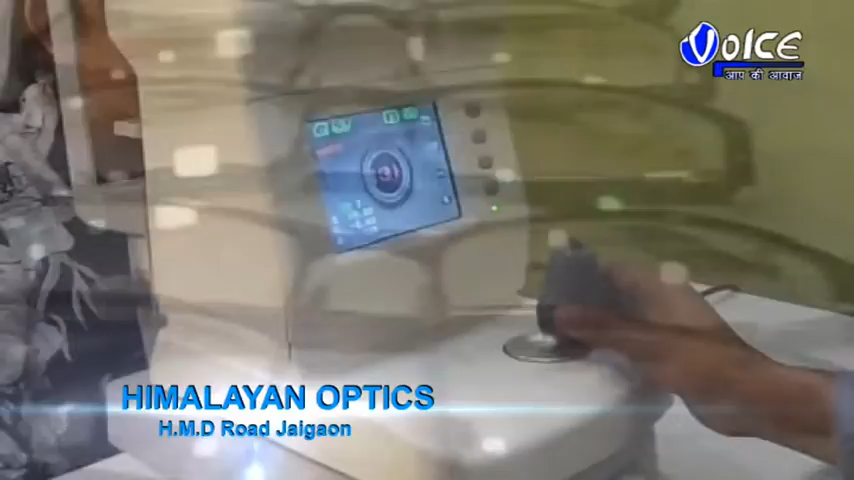 VOICE
आप की आवाज
HIMALAYAN OPTICS
H.M.D Road Jaigaon